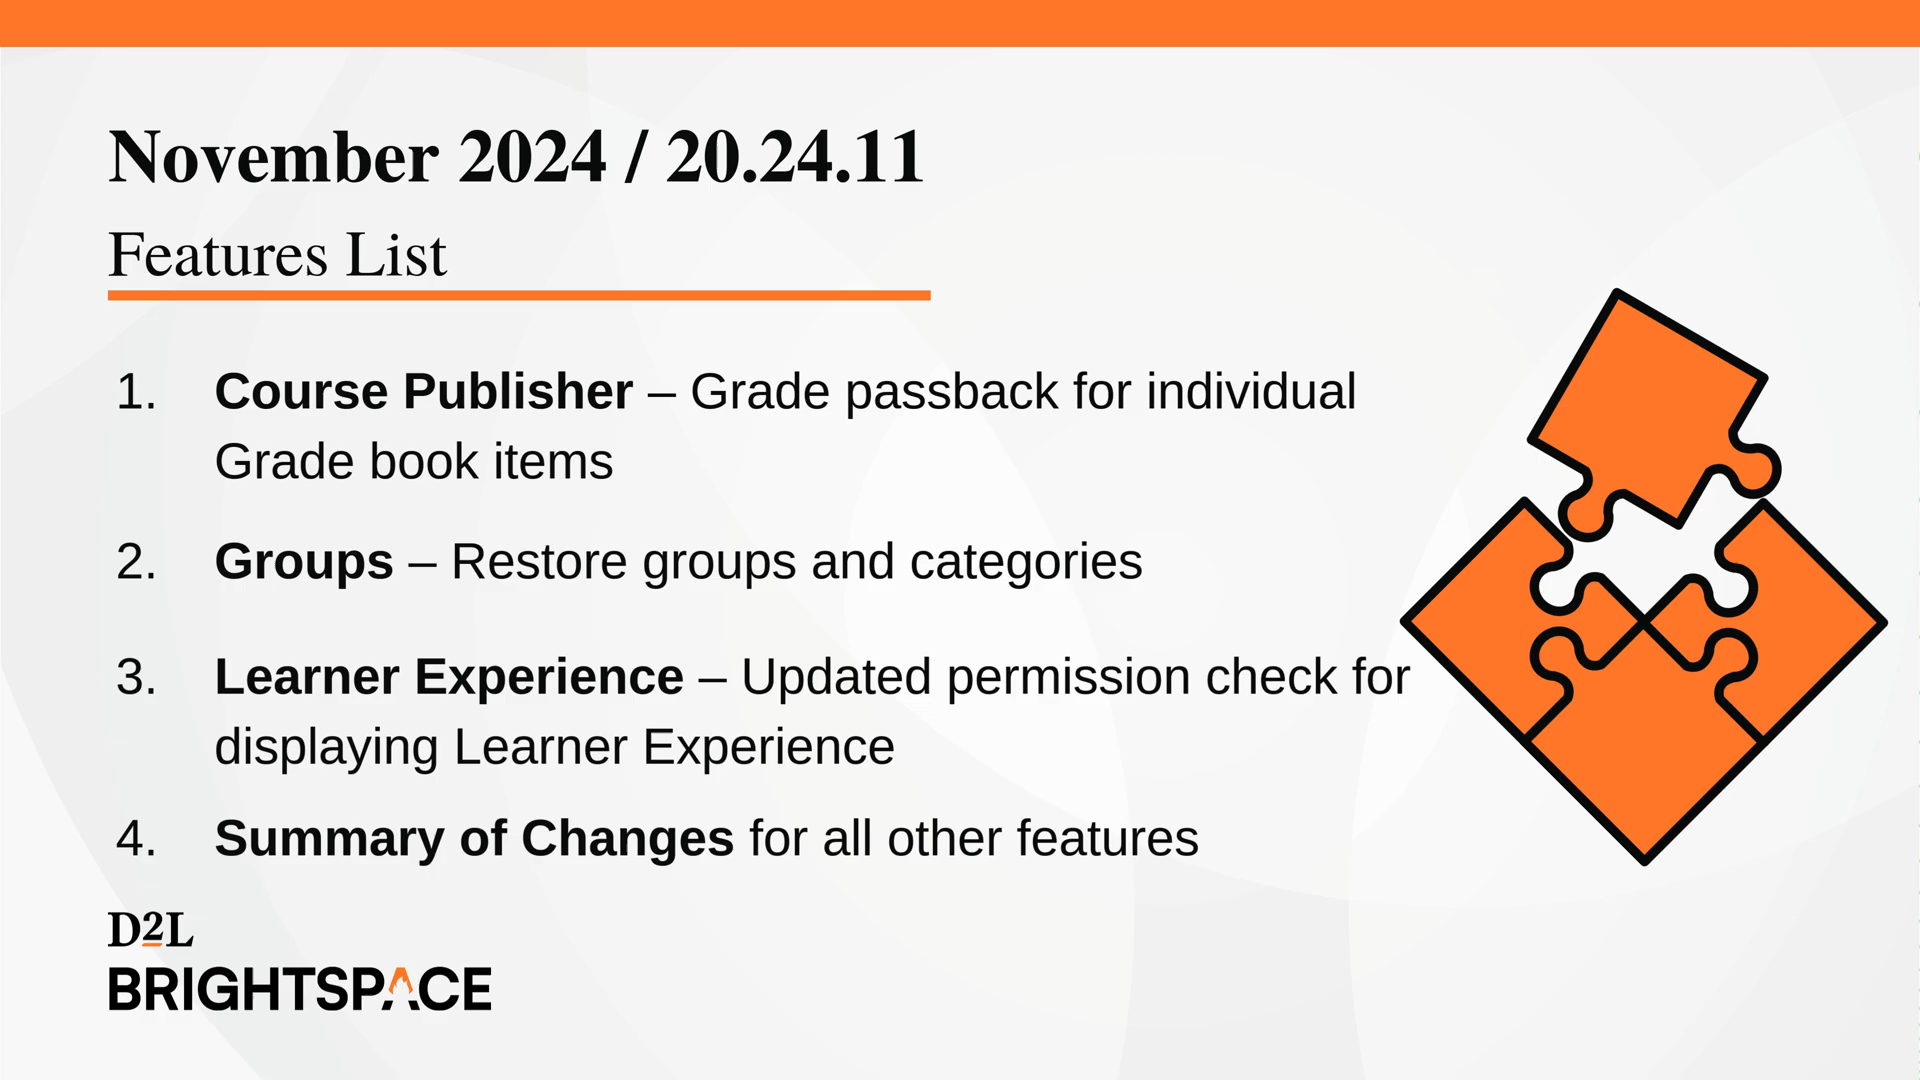 November 2024 / 20.24.11
Features List
1. Course Publisher – Grade passback for individual
Grade book items
2. Groups – Restore groups and categories
3. Learner Experience – Updated permission check for
displaying Learner Experience
4. Summary of Changes for all other features
D2L
BRIGHTSPACE